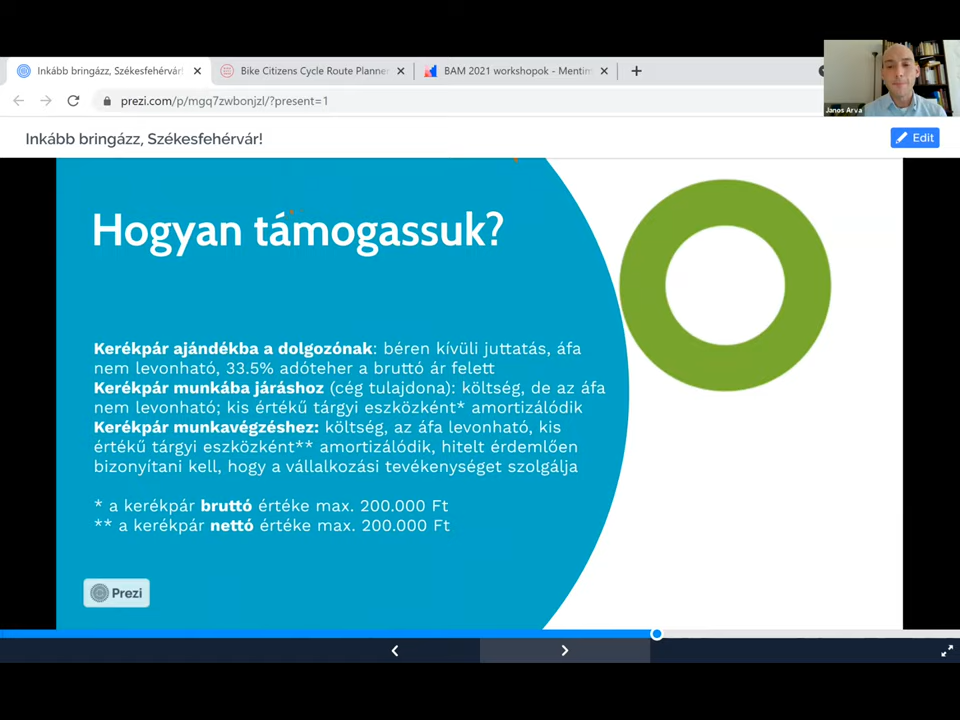 Inkább bringázz, Székesfehérvár!
Bike Citizens Cycle Route Planner
BAM 2021 workshopok - Mentim
prezi.com/p/mgq7zwbonjzl/?present=1
Janos Arva
Inkább bringázz, Székesfehérvár!
Edit
Hogyan támogassuk?
Kerékpár ajándékba a dolgozónak: béren kívüli juttatás, áfa
nem levonható, 33.5% adóteher a bruttó ár felett
Kerékpár munkába járáshoz (cég tulajdona): költség, de az áfa
nem levonható; kis értékű tárgyi eszközként* amortizálódik
Kerékpár munkavégzéshez: költség, az áfa levonható, kis
értékű tárgyi eszközként** amortizálódik, hitelt érdemlően
bizonyítani kell, hogy a vállalkozási tevékenységet szolgálja
* a kerékpár bruttó értéke max. 200.000 Ft
** a kerékpár nettó értéke max. 200.000 Ft
Prezi